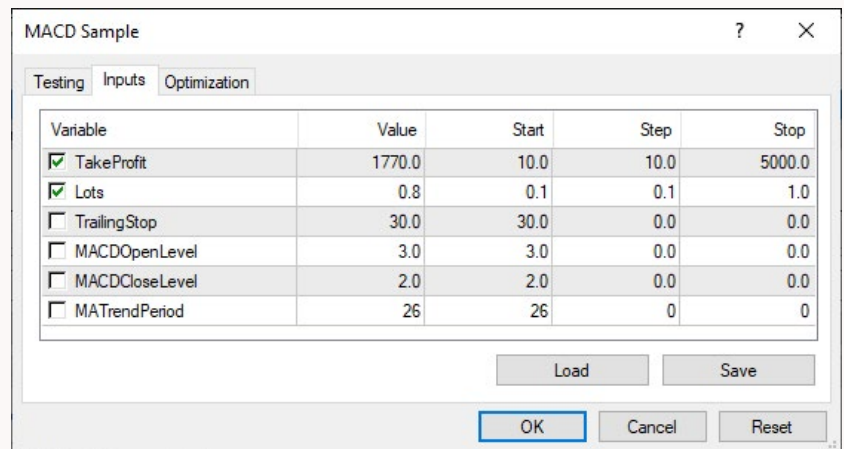 MACD Sample ?
Testing Inputs Optimization
Variable Value Start Step Stop
TakeProfit 1770.0 10.0 10.0 5000.0
Lots 0.8 0.1 0.1 1.0
TrailingStop 30.0 30.0 0.0 0.0
MACDOpenLevel 3.0 3.0 0.0 0.0
MACDCloseLevel 2.0 2.0 0.0 0.0
MATrendPeriod 26 26 0 0
Load Save
OK Cancel Reset